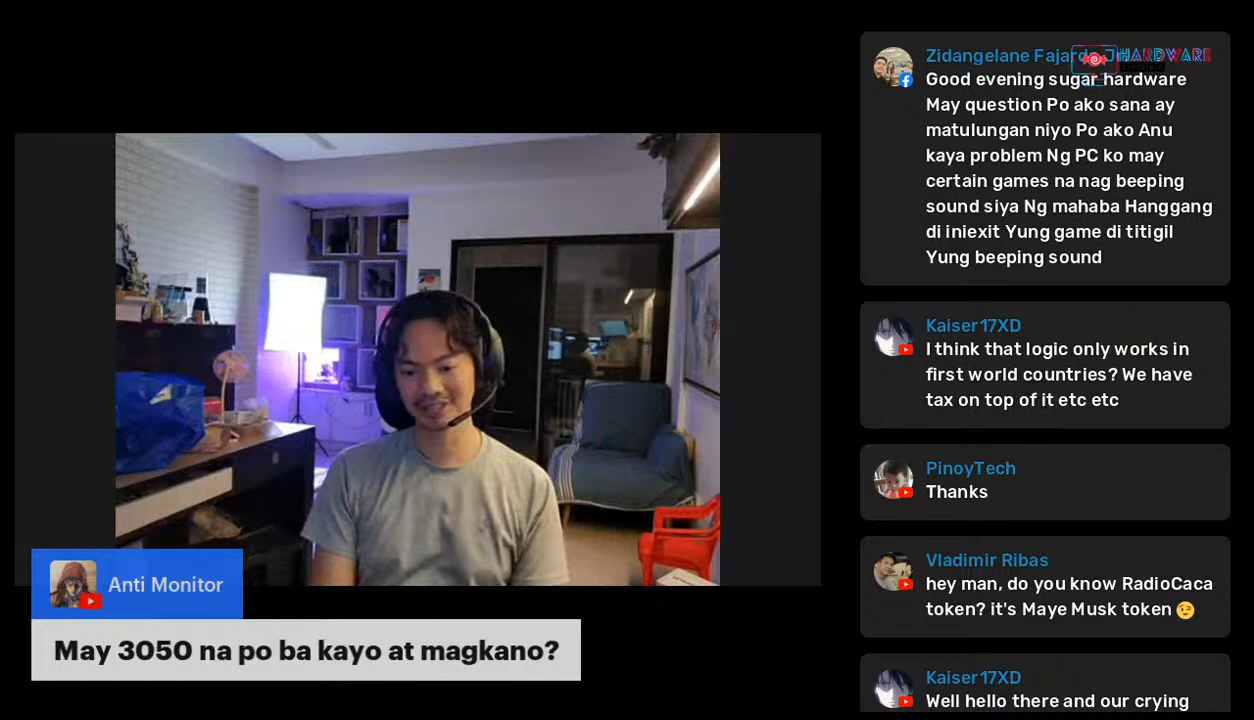 Zidangelane Fajardo Jr
HARDWARE
Good evening sugar hardware
May question Po ako sana ay
matulungan niyo Po ako Anu
kaya problem Ng PC ko may
certain games na nag beeping
sound siya Ng mahaba Hanggang
di iniexit Yung game di titigil
Yung beeping sound
Kaiser17XD
I think that logic only works in
first world countries? We have
tax on top of it etc etc
PinoyTech
Thanks
Vladimir Ribas
hey man, do you know RadioCaca
token? it's Maye Musk token 😉
Kaiser17XD
Well hello there and our crying
Anti Monitor
May 3050 na po ba kayo at magkano?